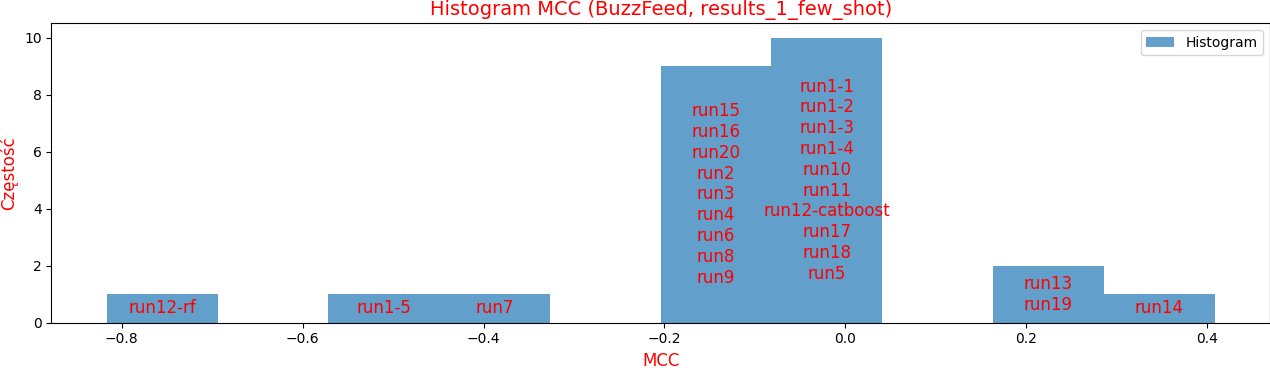 Histogram MCC (BuzzFeed, results_1_few_shot)
Histogram
Częstość
10
8
6
4
2
0
run12-rf
run1-5
run7
run15
run16
run20
run2
run3
run4
run6
run8
run9
run1-1
run1-2
run1-3
run1-4
run10
run11
run12-catboost
run17
run18
run5
run13
run19
run14
−0.8
−0.6
−0.4
−0.2
0.0
0.2
0.4
MCC